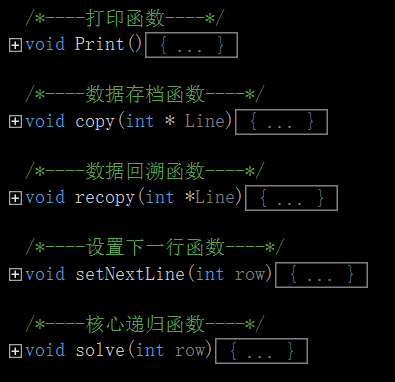 /*----打印函数----*/
void Print(){ ... }
/*----数据存档函数----*/
void copy(int * Line){ ... }
/*----数据回溯函数----*/
void recopy(int *Line){ ... }
/*----设置下一行函数----*/
void setNextLine(int row){ ... }
/*----核心递归函数----*/
void solve(int row){ ... }